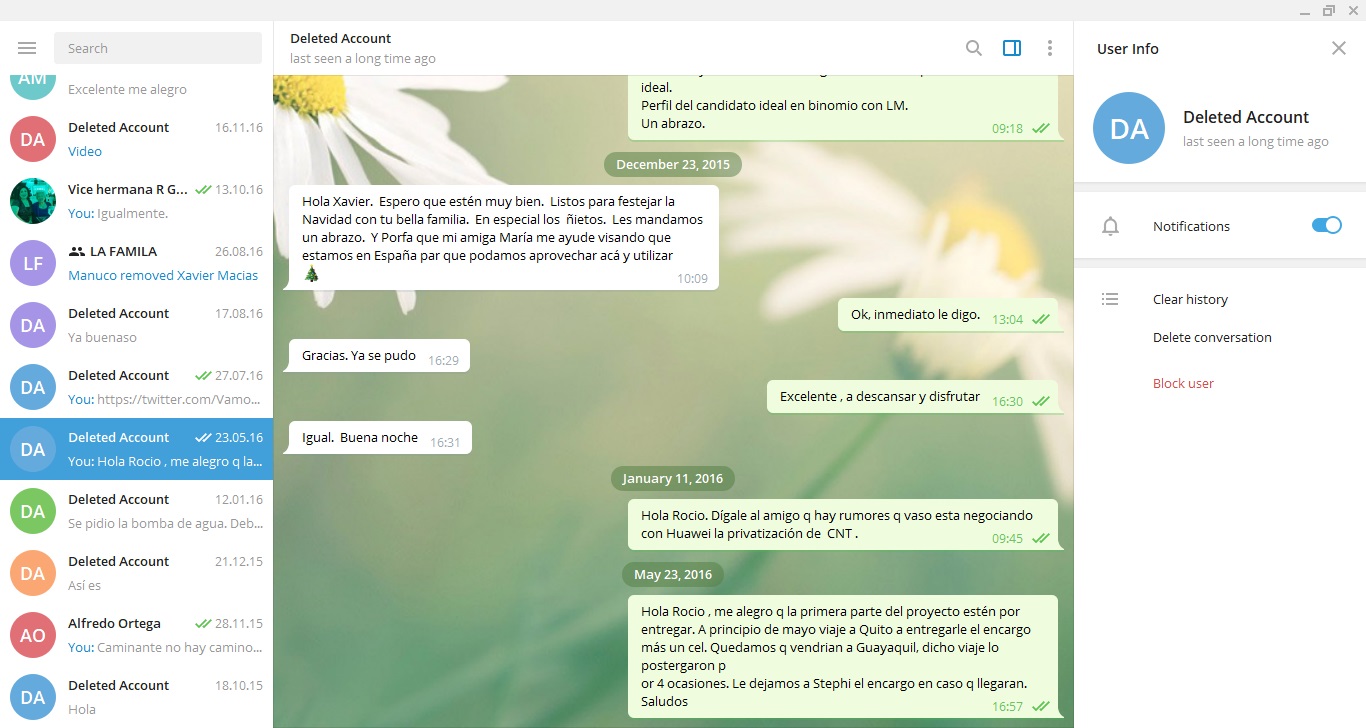 Search
AM
Excelente me alegro
DA
Deleted Account
16.11.16
Video
Vice hermana R G...
13.10.16
You: Igualmente.
LF
LA FAMILA
26.08.16
Manuco removed Xavier Macias
DA
Deleted Account
17.08.16
Ya buenaso
DA
Deleted Account
27.07.16
You: https://twitter.com/Vamo...
DA
Deleted Account
23.05.16
You: Hola Rocio , me alegro q la...
DA
Deleted Account
12.01.16
Se pidio la bomba de agua. Deb...
DA
Deleted Account
21.12.15
Así es
AO
Alfredo Ortega
28.11.15
You: Caminante no hay camino...
DA
Deleted Account
18.10.15
Hola
Deleted Account
last seen a long time ago
ideal.
Perfil del candidato ideal en binomio con LM.
Un abrazo.
09:18
December 23, 2015
Hola Xavier. Espero que estén muy bien. Listos para festejar la
Navidad con tu bella familia. En especial los ñietos. Les mandamos
un abrazo. Y Porfa que mi amiga María me ayude visando que
estamos en España par que podamos aprovechar acá y utilizar
🎄
10:09
Ok, inmediato le digo.
13:04
Gracias. Ya se pudo
16:29
Excelente , a descansar y disfrutar
16:30
Igual. Buena noche
16:31
January 11, 2016
Hola Rocio. Dígale al amigo q hay rumores q vaso esta negociando
con Huawei la privatización de CNT .
09:45
May 23, 2016
Hola Rocio , me alegro q la primera parte del proyecto estén por
entregar. A principio de mayo viaje a Quito a entregarle el encargo
más un cel. Quedamos q vendrian a Guayaquil, dicho viaje lo
postergaron p
or 4 ocasiones. Le dejamos a Stephi el encargo en caso q llegaran.
Saludos
16:57
User Info
DA
Deleted Account
last seen a long time ago
Notifications
Clear history
Delete conversation
Block user